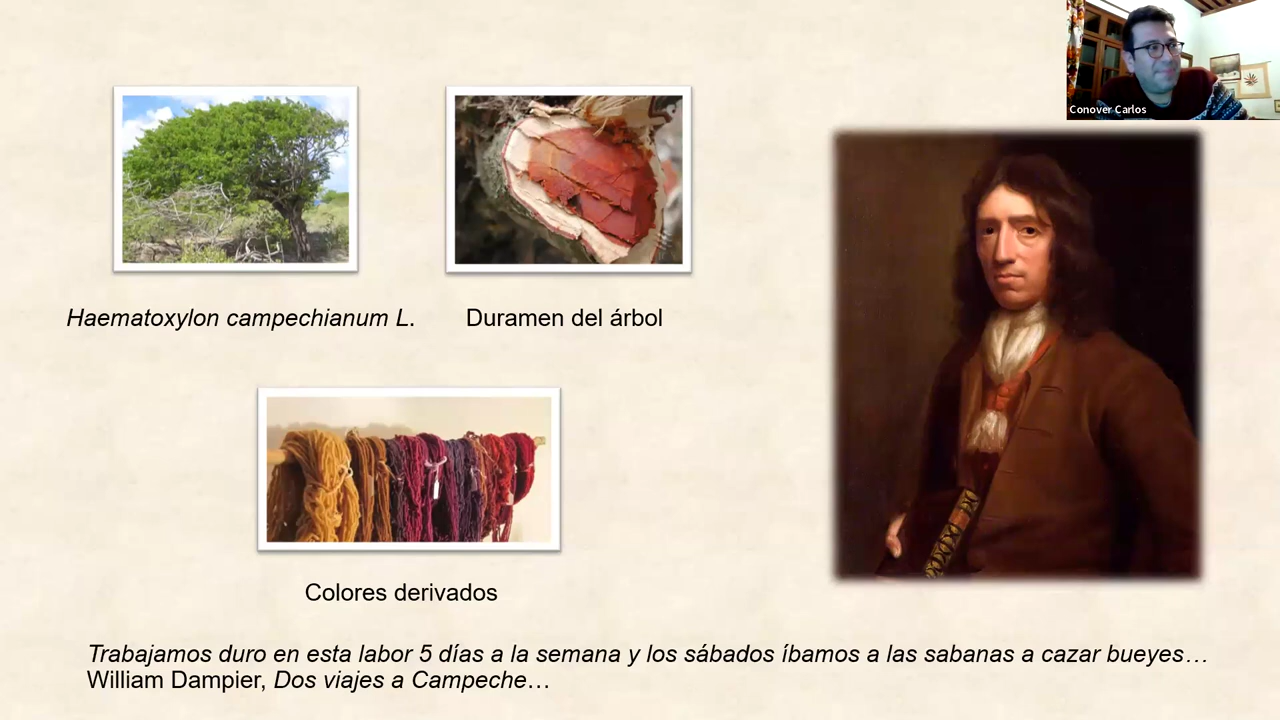 Conover Carlos
Haematoxylon campechianum L.
Duramen del árbol
Colores derivados
Trabajamos duro en esta labor 5 días a la semana y los sábados íbamos a las sabanas a cazar bueyes…
William Dampier, Dos viajes a Campeche…